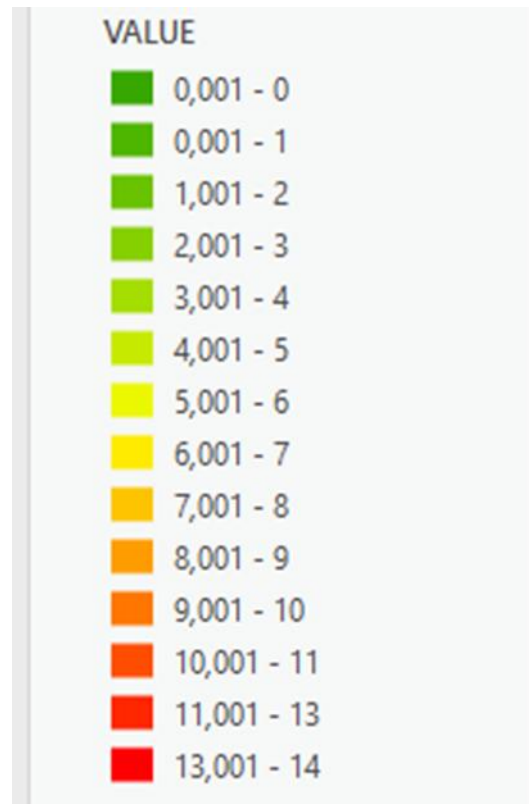 VALUE
0,001 - 0
0,001 - 1
1,001 - 2
2,001 - 3
3,001 - 4
4,001 - 5
5,001 - 6
6,001 - 7
7,001 - 8
8,001 - 9
9,001 - 10
10,001 - 11
11,001 - 13
13,001 - 14